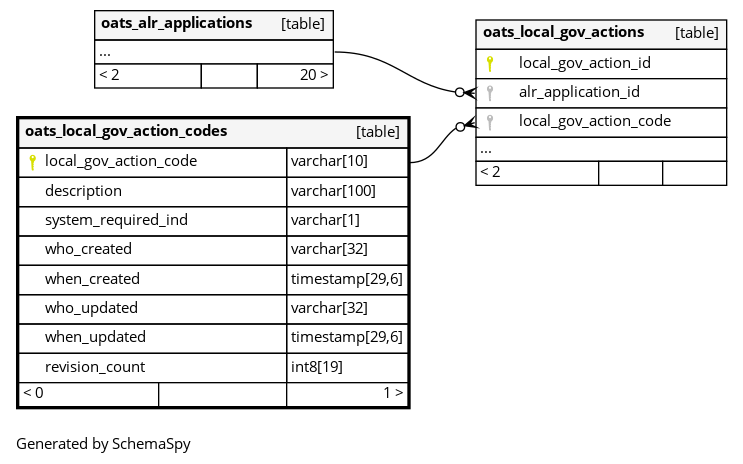 oats_alr_applications [table]
...
< 2 20 >
oats_local_gov_actions [table]
local_gov_action_id
alr_application_id
local_gov_action_code
...
< 2
oats_local_gov_action_codes [table]
local_gov_action_code varchar[10]
description varchar[100]
system_required_ind varchar[1]
who_created varchar[32]
when_created timestamp[29,6]
who_updated varchar[32]
when_updated timestamp[29,6]
revision_count int8[19]
< 0 1 >
Generated by SchemaSpy